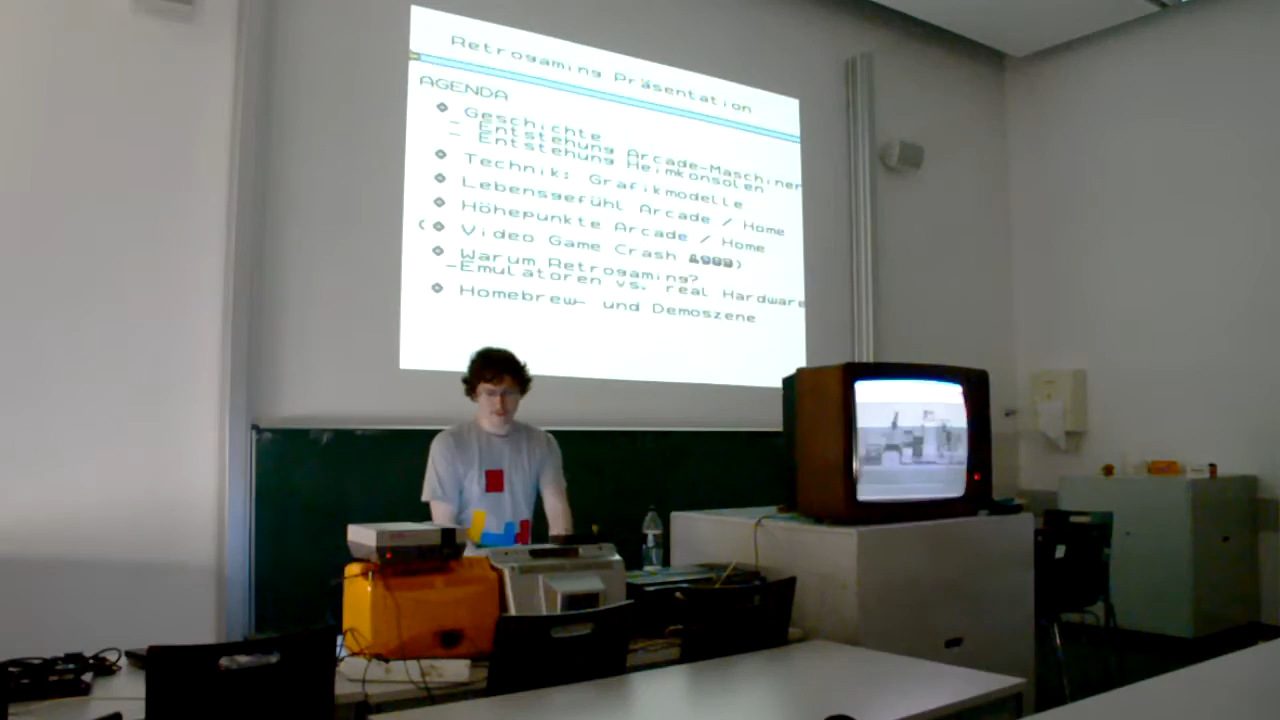 Retrogaming Präsentation
AGENDA
Geschichte
- Entstehung Arcade-Maschinen
- Entstehung Heimkonsolen
Technik: Grafikmodelle
Lebensgefühl Arcade / Home
Höhepunkte Arcade / Home
( Video Game Crash )
Warum Retrogaming?
-Emulatoren vs. real Hardware
Homebrew- und Demoszene